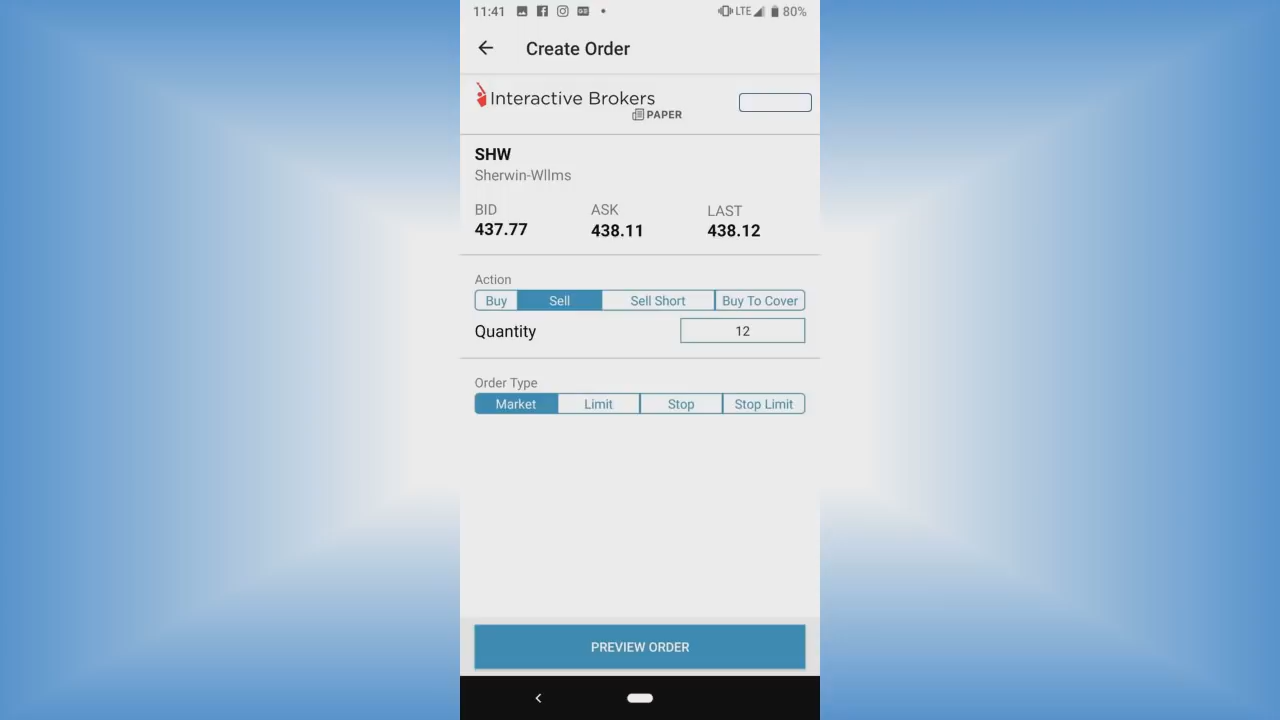 11:41 LTE 80%
Create Order
Interactive Brokers
PAPER
SHW
Sherwin-Wllms
BID ASK LAST
437.77 438.11 438.12
Action
Buy Sell Sell Short Buy To Cover
Quantity 12
Order Type
Market Limit Stop Stop Limit
PREVIEW ORDER